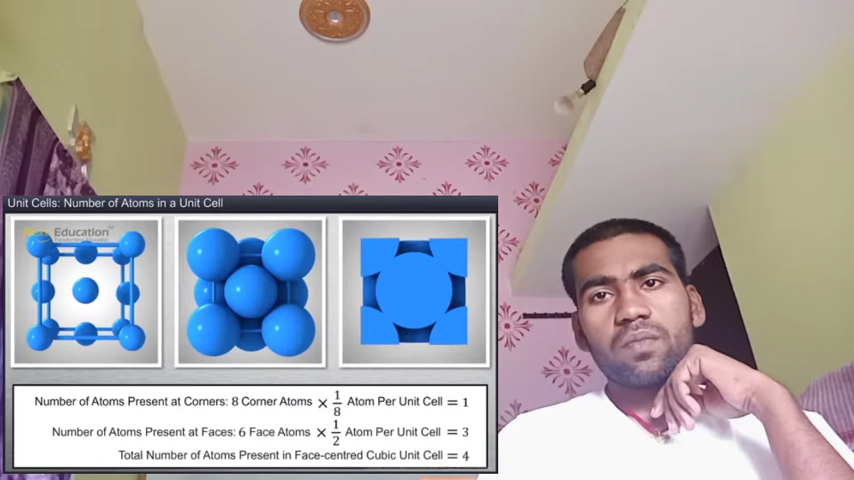 Unit Cells: Number of Atoms in a Unit Cell
Education
Number of Atoms Present at Corners: 8 Corner Atoms × 1/8 Atom Per Unit Cell = 1
Number of Atoms Present at Faces: 6 Face Atoms × 1/2 Atom Per Unit Cell = 3
Total Number of Atoms Present in Face-centred Cubic Unit Cell = 4